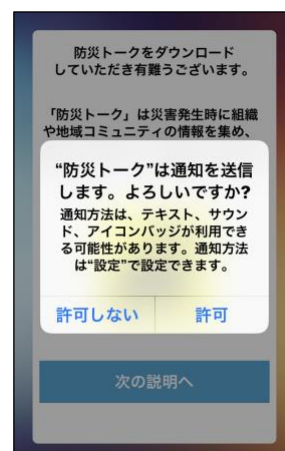 防災トークをダウンロード
していただき有難うございます。
「防災トーク」は災害発生時に組織
や地域コミュニティの情報を集め、
“防災トーク”は通知を送信
します。よろしいですか?
通知方法は、テキスト、サウン
ド、アイコンバッジが利用でき
る可能性があります。通知方法
は“設定”で設定できます。
許可しない
許可
次の説明へ